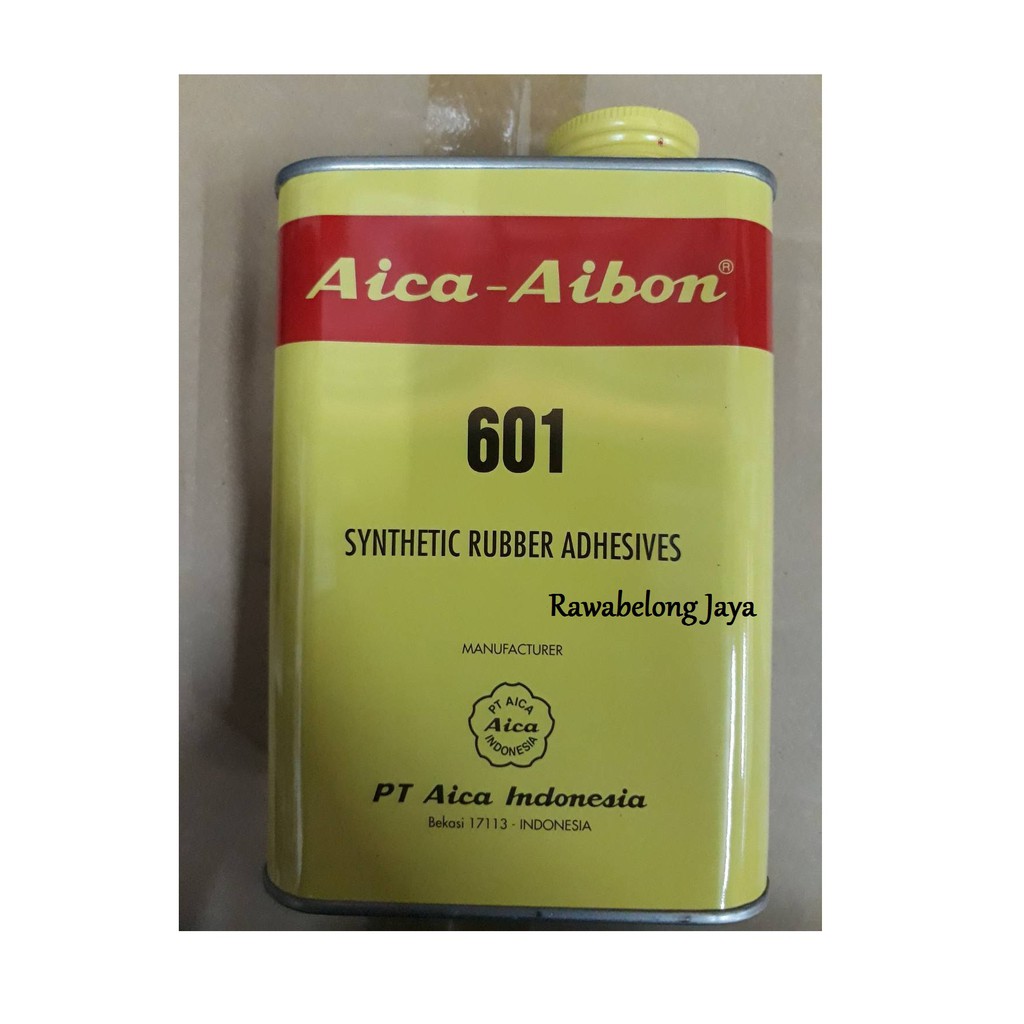 Aica-Aibon®
601
SYNTHETIC RUBBER ADHESIVES
Rawabelong Jaya
MANUFACTURER
PT AICA
Aica
INDONESIA
PT Aica Indonesia
Bekasi 17113 - INDONESIA